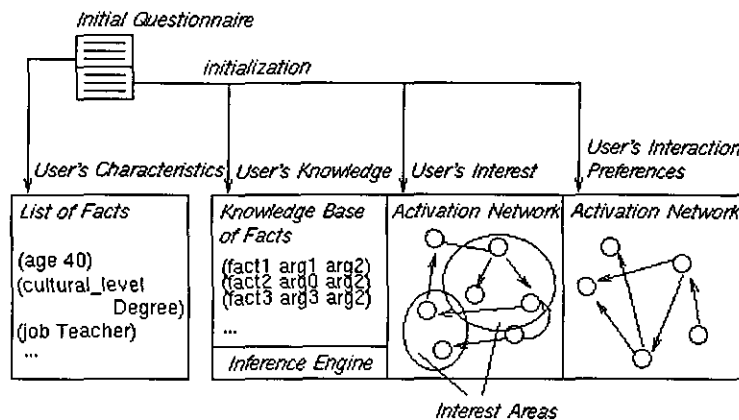 Initial Questionnaire
initialization
User's Characteristics
User's Knowledge
User's Interest
User's Interaction
Preferences
List of Facts
(age 40)
(cultural_level
Degree)
(job Teacher)
...
Knowledge Base
of Facts
(fact1 arg1 arg2)
(fact2 arg0 arg2)
(fact3 arg3 arg2)
...
Inference Engine
Activation Network
Activation Network
Interest Areas